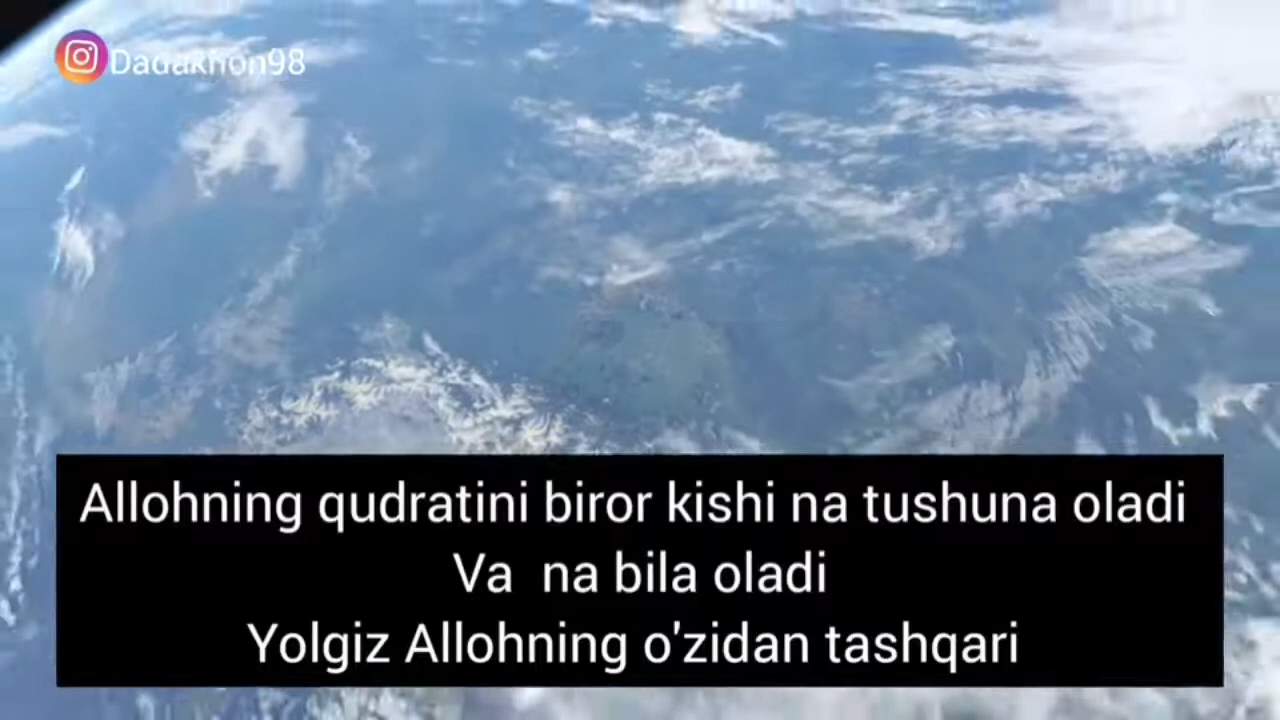 Dadakhon98
Allohning qudratini biror kishi na tushuna oladi
Va na bila oladi
Yolgiz Allohning o'zidan tashqari